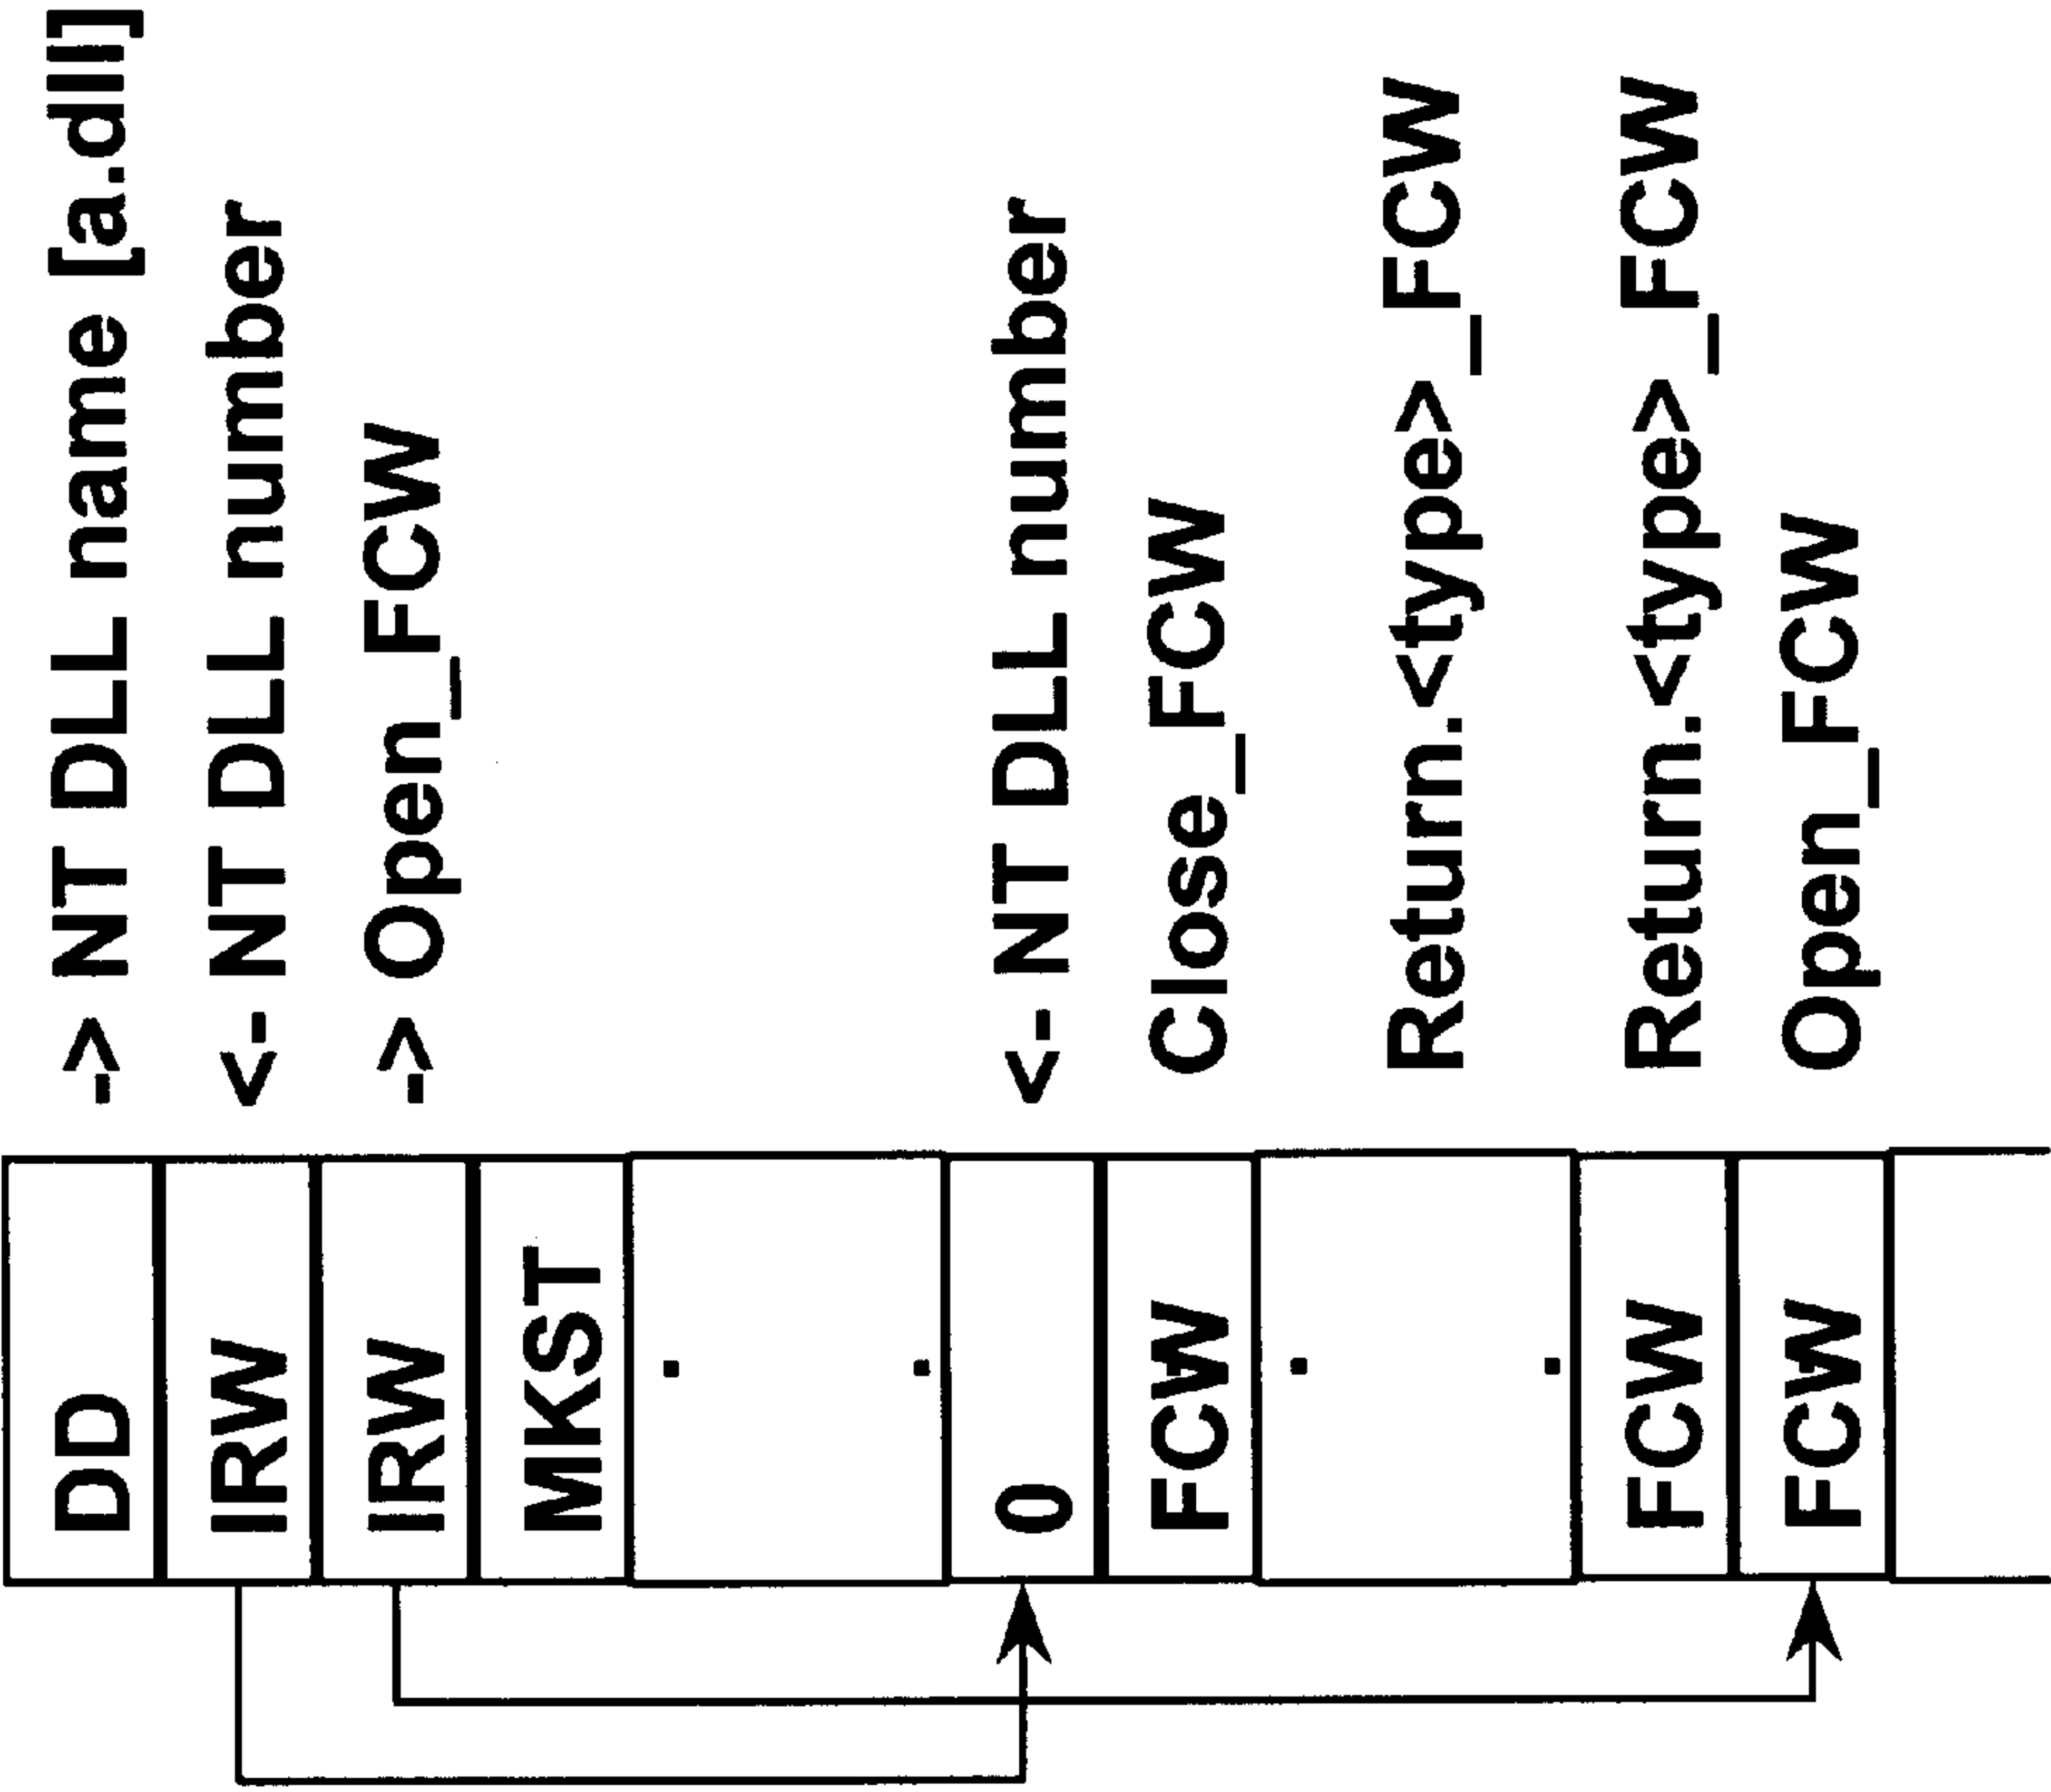 DD -> NT DLL name [a.dll]
IRW <- NT DLL number
IRW -> Open_FCW
MKST
.
.
0 <- NT DLL number
FCW Close_FCW
.
Return.<type>_FCW
.
FCW Return.<type>_FCW
FCW Open_FCW